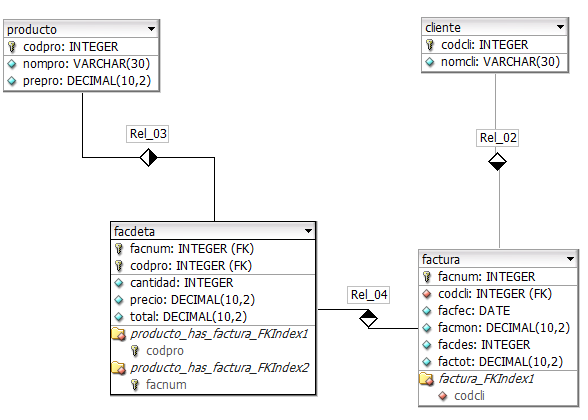 producto
codpro: INTEGER
nompro: VARCHAR(30)
prepro: DECIMAL(10,2)
cliente
codcli: INTEGER
nomcli: VARCHAR(30)
Rel_03
Rel_02
facdeta
facnum: INTEGER (FK)
codpro: INTEGER (FK)
cantidad: INTEGER
precio: DECIMAL(10,2)
total: DECIMAL(10,2)
producto_has_factura_FKIndex1
codpro
producto_has_factura_FKIndex2
facnum
Rel_04
factura
facnum: INTEGER
codcli: INTEGER (FK)
facfec: DATE
facmon: DECIMAL(10,2)
facdes: INTEGER
factot: DECIMAL(10,2)
factura_FKIndex1
codcli